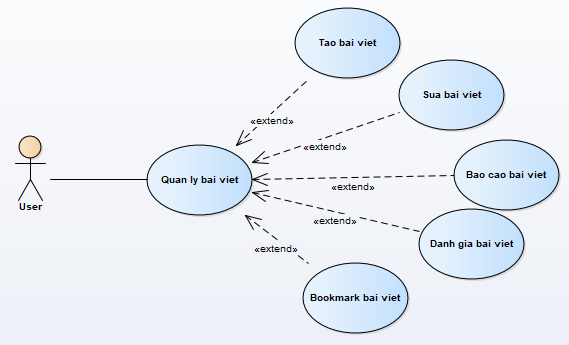 Tao bai viet
Sua bai viet
«extend»
«extend»
Bao cao bai viet
Quan ly bai viet
«extend»
User
«extend»
Danh gia bai viet
«extend»
Bookmark bai viet